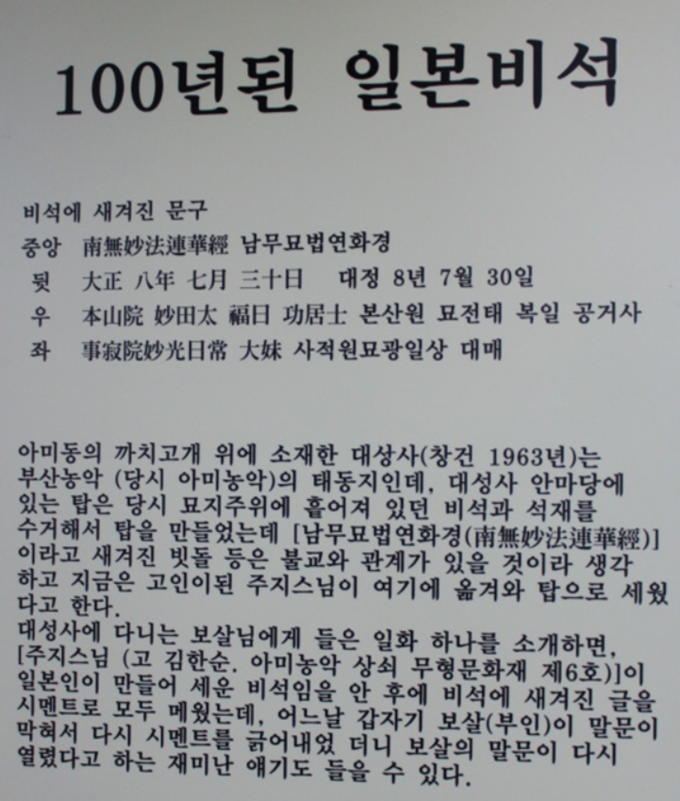 100년된 일본비석
비석에 새겨진 문구
중앙 南無妙法連華經 남무묘법연화경
뒷 大正 八年 七月 三十日 대정 8년 7월 30일
우 本山院 妙田太 福日 功居士 본산원 묘전태 복일 공거사
좌 事寂院妙光日常 大妹 사적원묘광일상 대매
아미동의 까치고개 위에 소재한 대상사(창건 1963년)는
부산농악 (당시 아미농악)의 태동지인데, 대성사 안마당에
있는 탑은 당시 묘지주위에 흩어져 있던 비석과 석재를
수거해서 탑을 만들었는데 [남무묘법연화경(南無妙法連華經)]
이라고 새겨진 빗돌 등은 불교와 관계가 있을 것이라 생각
하고 지금은 고인이된 주지스님이 여기에 옮겨와 탑으로 세웠
다고 한다.
대성사에 다니는 보살님에게 들은 일화 하나를 소개하면,
[주지스님 (고 김한순. 아미농악 상쇠 무형문화재 제6호)]이
일본인이 만들어 세운 비석임을 안 후에 비석에 새겨진 글을
시멘트로 모두 메웠는데, 어느날 갑자기 보살(부인)이 말문이
막혀서 다시 시멘트를 긁어내었 더니 보살의 말문이 다시
열렸다고 하는 재미난 얘기도 들을 수 있다.